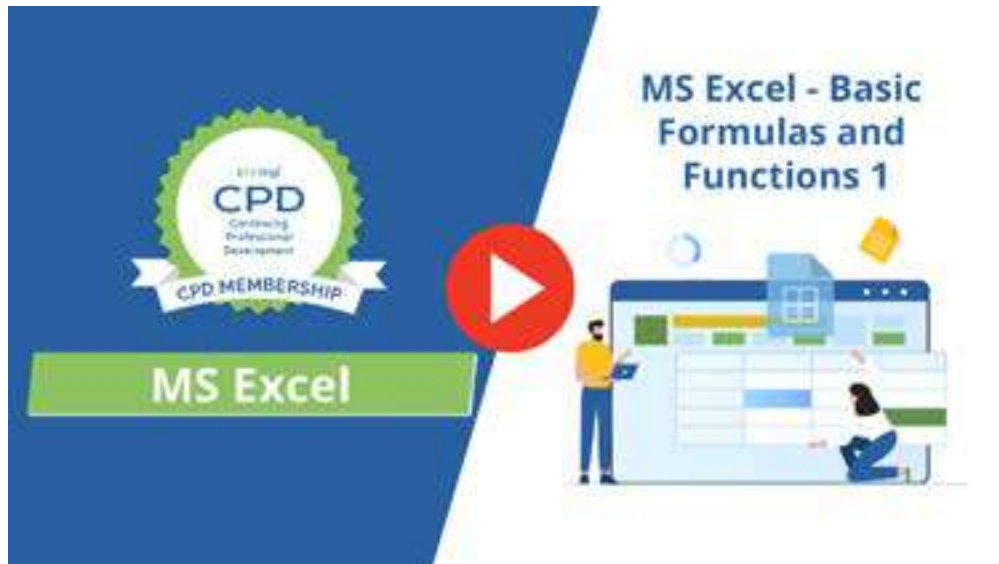 CPD
Continuing
Professional
Development
CPD MEMBERSHIP
MS Excel
MS Excel - Basic
Formulas and
Functions 1